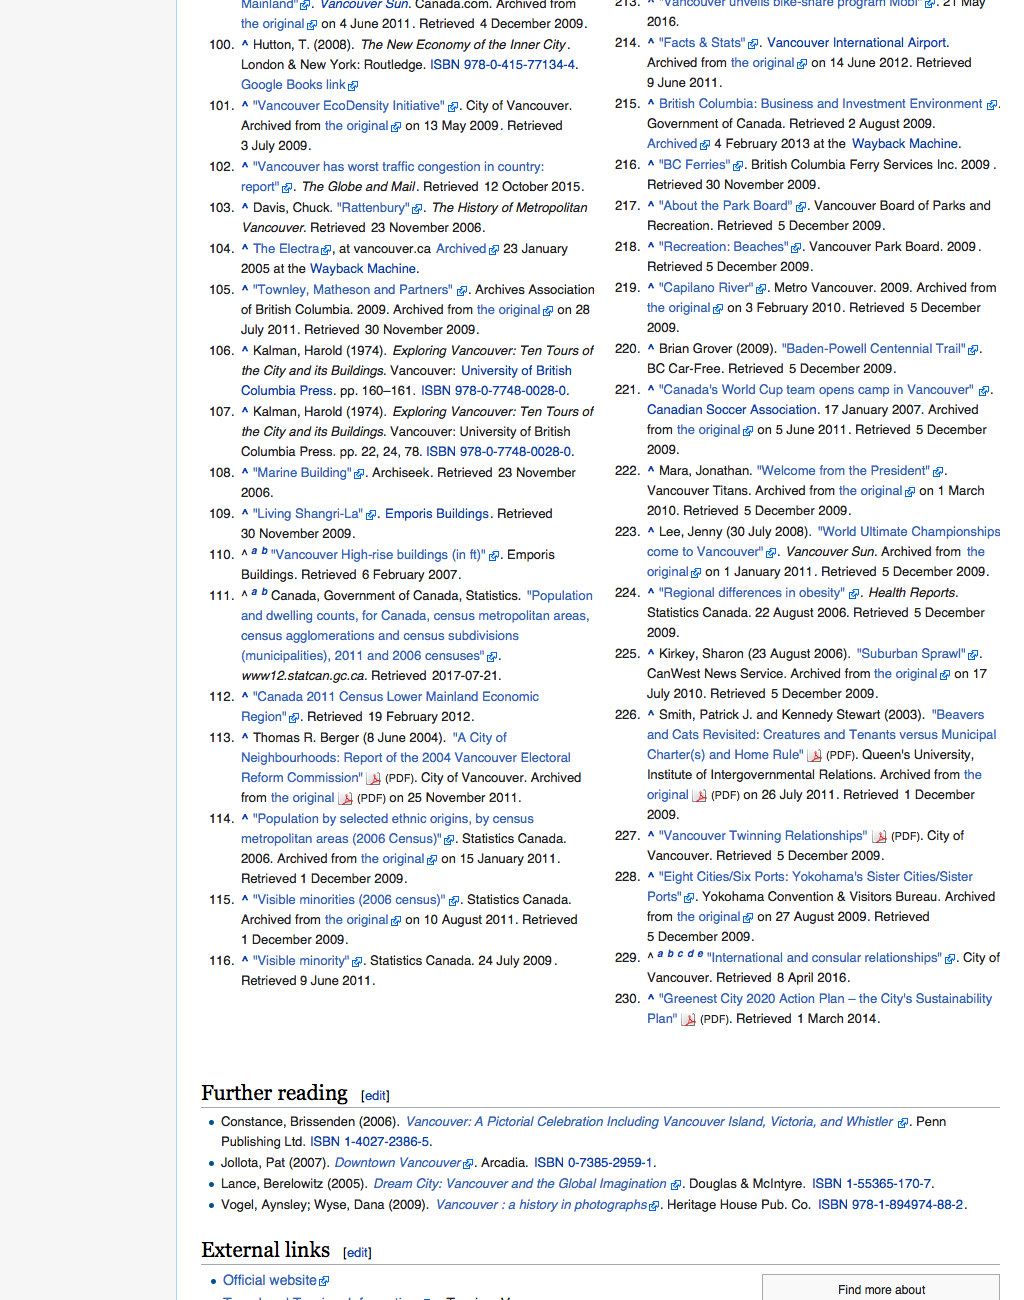 Mainland". Vancouver Sun. Canada.com. Archived from
the original on 4 June 2011. Retrieved 4 December 2009.
100. ^ Hutton, T. (2008). The New Economy of the Inner City.
London & New York: Routledge. ISBN 978-0-415-77134-4.
Google Books link
101. ^ "Vancouver EcoDensity Initiative". City of Vancouver.
Archived from the original on 13 May 2009. Retrieved
3 July 2009.
102. ^ "Vancouver has worst traffic congestion in country:
report". The Globe and Mail. Retrieved 12 October 2015.
103. ^ Davis, Chuck. "Rattenbury". The History of Metropolitan
Vancouver. Retrieved 23 November 2006.
104. ^ The Electra, at vancouver.ca Archived 23 January
2005 at the Wayback Machine.
105. ^ "Townley, Matheson and Partners". Archives Association
of British Columbia. 2009. Archived from the original on 28
July 2011. Retrieved 30 November 2009.
106. ^ Kalman, Harold (1974). Exploring Vancouver: Ten Tours of
the City and its Buildings. Vancouver: University of British
Columbia Press. pp. 160–161. ISBN 978-0-7748-0028-0.
107. ^ Kalman, Harold (1974). Exploring Vancouver: Ten Tours of
the City and its Buildings. Vancouver: University of British
Columbia Press. pp. 22, 24, 78. ISBN 978-0-7748-0028-0.
108. ^ "Marine Building". Archiseek. Retrieved 23 November
2006.
109. ^ "Living Shangri-La". Emporis Buildings. Retrieved
30 November 2009.
110. ^ a b "Vancouver High-rise buildings (in ft)". Emporis
Buildings. Retrieved 6 February 2007.
111. ^ a b Canada, Government of Canada, Statistics. "Population
and dwelling counts, for Canada, census metropolitan areas,
census agglomerations and census subdivisions
(municipalities), 2011 and 2006 censuses".
www12.statcan.gc.ca. Retrieved 2017-07-21.
112. ^ "Canada 2011 Census Lower Mainland Economic
Region". Retrieved 19 February 2012.
113. ^ Thomas R. Berger (8 June 2004). "A City of
Neighbourhoods: Report of the 2004 Vancouver Electoral
Reform Commission" (PDF). City of Vancouver. Archived
from the original (PDF) on 25 November 2011.
114. ^ "Population by selected ethnic origins, by census
metropolitan areas (2006 Census)". Statistics Canada.
2006. Archived from the original on 15 January 2011.
Retrieved 1 December 2009.
115. ^ "Visible minorities (2006 census)". Statistics Canada.
Archived from the original on 10 August 2011. Retrieved
1 December 2009.
116. ^ "Visible minority". Statistics Canada. 24 July 2009.
Retrieved 9 June 2011.
213. ^ "Vancouver unveils bike-share program Mobi". 21 May
2016.
214. ^ "Facts & Stats". Vancouver International Airport.
Archived from the original on 14 June 2012. Retrieved
9 June 2011.
215. ^ British Columbia: Business and Investment Environment.
Government of Canada. Retrieved 2 August 2009.
Archived 4 February 2013 at the Wayback Machine.
216. ^ "BC Ferries". British Columbia Ferry Services Inc. 2009.
Retrieved 30 November 2009.
217. ^ "About the Park Board". Vancouver Board of Parks and
Recreation. Retrieved 5 December 2009.
218. ^ "Recreation: Beaches". Vancouver Park Board. 2009.
Retrieved 5 December 2009.
219. ^ "Capilano River". Metro Vancouver. 2009. Archived from
the original on 3 February 2010. Retrieved 5 December
2009.
220. ^ Brian Grover (2009). "Baden-Powell Centennial Trail".
BC Car-Free. Retrieved 5 December 2009.
221. ^ "Canada's World Cup team opens camp in Vancouver".
Canadian Soccer Association. 17 January 2007. Archived
from the original on 5 June 2011. Retrieved 5 December
2009.
222. ^ Mara, Jonathan. "Welcome from the President".
Vancouver Titans. Archived from the original on 1 March
2010. Retrieved 5 December 2009.
223. ^ Lee, Jenny (30 July 2008). "World Ultimate Championships
come to Vancouver". Vancouver Sun. Archived from the
original on 1 January 2011. Retrieved 5 December 2009.
224. ^ "Regional differences in obesity". Health Reports.
Statistics Canada. 22 August 2006. Retrieved 5 December
2009.
225. ^ Kirkey, Sharon (23 August 2006). "Suburban Sprawl".
CanWest News Service. Archived from the original on 17
July 2010. Retrieved 5 December 2009.
226. ^ Smith, Patrick J. and Kennedy Stewart (2003). "Beavers
and Cats Revisited: Creatures and Tenants versus Municipal
Charter(s) and Home Rule" (PDF). Queen's University,
Institute of Intergovernmental Relations. Archived from the
original (PDF) on 26 July 2011. Retrieved 1 December
2009.
227. ^ "Vancouver Twinning Relationships" (PDF). City of
Vancouver. Retrieved 5 December 2009.
228. ^ "Eight Cities/Six Ports: Yokohama's Sister Cities/Sister
Ports". Yokohama Convention & Visitors Bureau. Archived
from the original on 27 August 2009. Retrieved
5 December 2009.
229. ^ a b c d e "International and consular relationships". City of
Vancouver. Retrieved 8 April 2016.
230. ^ "Greenest City 2020 Action Plan – the City's Sustainability
Plan" (PDF). Retrieved 1 March 2014.
Further reading [edit]
• Constance, Brissenden (2006). Vancouver: A Pictorial Celebration Including Vancouver Island, Victoria, and Whistler. Penn
Publishing Ltd. ISBN 1-4027-2386-5.
• Jollota, Pat (2007). Downtown Vancouver. Arcadia. ISBN 0-7385-2959-1.
• Lance, Berelowitz (2005). Dream City: Vancouver and the Global Imagination. Douglas & McIntyre. ISBN 1-55365-170-7.
• Vogel, Aynsley; Wyse, Dana (2009). Vancouver : a history in photographs. Heritage House Pub. Co. ISBN 978-1-894974-88-2.
External links [edit]
• Official website
Find more about